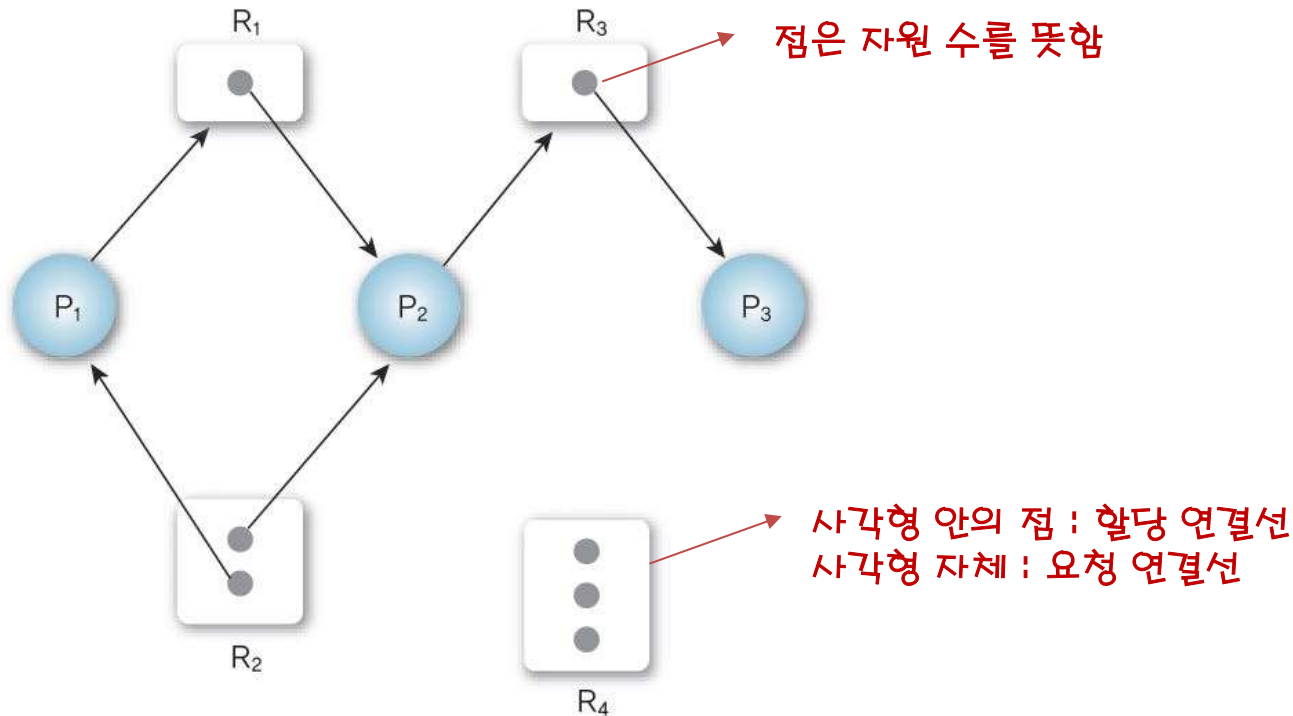 R₁
R₃
점은 자원 수를 뜻함
P₁
P₂
P₃
사각형 안의 점 : 할당 연결선
사각형 자체 : 요청 연결선
R₂
R₄